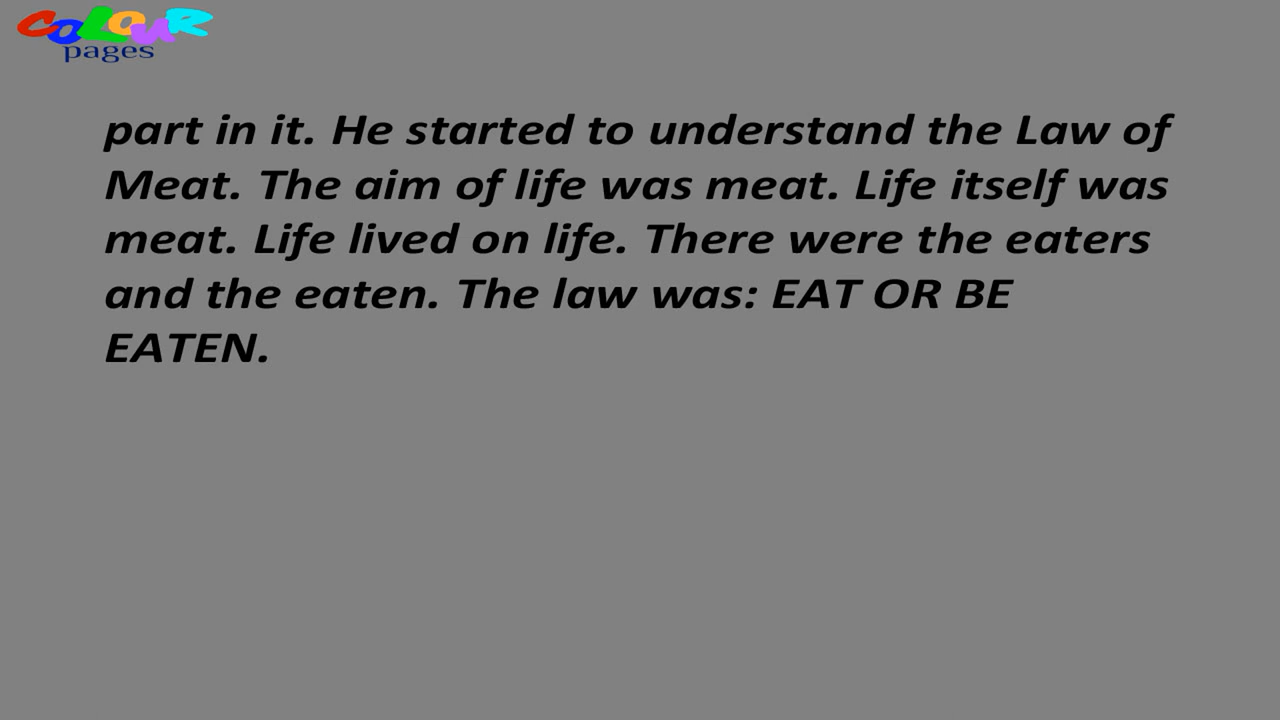 COLOUR
pages
part in it. He started to understand the Law of
Meat. The aim of life was meat. Life itself was
meat. Life lived on life. There were the eaters
and the eaten. The law was: EAT OR BE
EATEN.